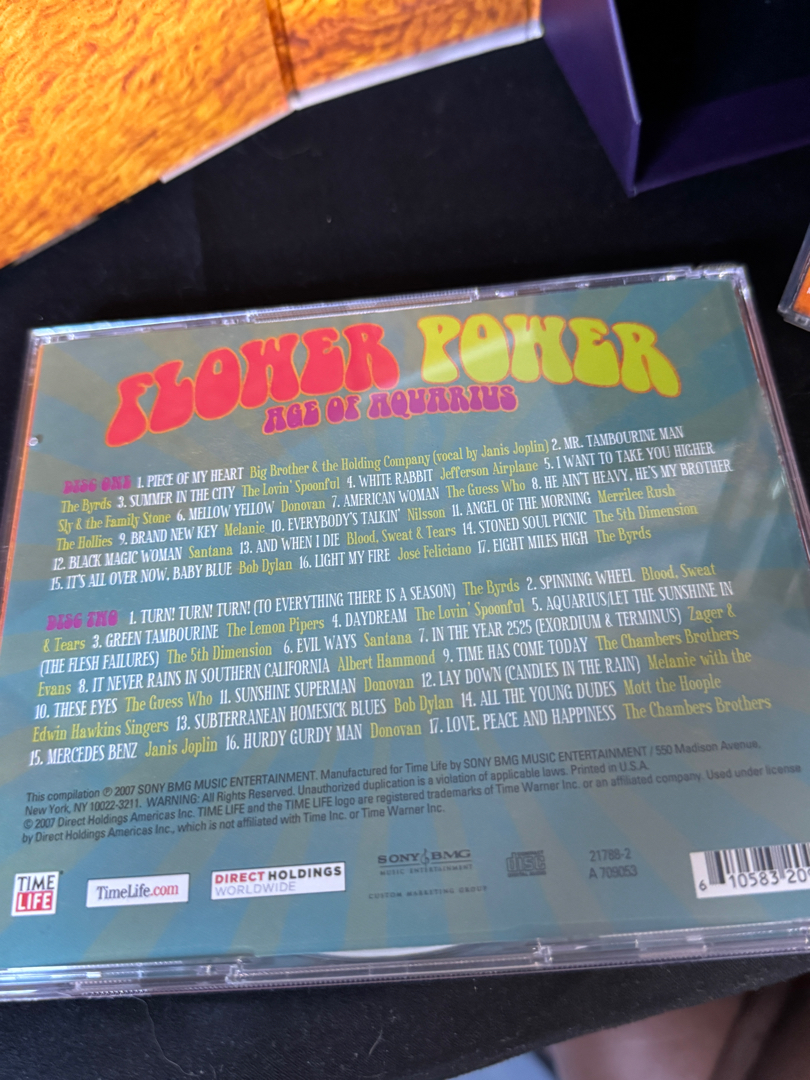 FLOWER POWER
AGE OF AQUARIUS
DISC ONE 1. PIECE OF MY HEART Big Brother & the Holding Company (vocal by Janis Joplin) 2. MR. TAMBOURINE MAN
The Byrds 3. SUMMER IN THE CITY The Lovin' Spoonful 4. WHITE RABBIT Jefferson Airplane 5. I WANT TO TAKE YOU HIGHER
Sly & the Family Stone 6. MELLOW YELLOW Donovan 7. AMERICAN WOMAN The Guess Who 8. HE AIN'T HEAVY, HE'S MY BROTHER
The Hollies 9. BRAND NEW KEY Melanie 10. EVERYBODY'S TALKIN' Nilsson 11. ANGEL OF THE MORNING Merrilee Rush
12. BLACK MAGIC WOMAN Santana 13. AND WHEN I DIE Blood, Sweat & Tears 14. STONED SOUL PICNIC The 5th Dimension
15. IT'S ALL OVER NOW, BABY BLUE Bob Dylan 16. LIGHT MY FIRE José Feliciano 17. EIGHT MILES HIGH The Byrds
DISC TWO 1. TURN! TURN! TURN! (TO EVERYTHING THERE IS A SEASON) The Byrds 2. SPINNING WHEEL Blood, Sweat
& Tears 3. GREEN TAMBOURINE The Lemon Pipers 4. DAYDREAM The Lovin' Spoonful 5. AQUARIUS/LET THE SUNSHINE IN
(THE FLESH FAILURES) The 5th Dimension 6. EVIL WAYS Santana 7. IN THE YEAR 2525 (EXORDIUM & TERMINUS) Zager &
Evans 8. IT NEVER RAINS IN SOUTHERN CALIFORNIA Albert Hammond 9. TIME HAS COME TODAY The Chambers Brothers
10. THESE EYES The Guess Who 11. SUNSHINE SUPERMAN Donovan 12. LAY DOWN (CANDLES IN THE RAIN) Melanie with the
Edwin Hawkins Singers 13. SUBTERRANEAN HOMESICK BLUES Bob Dylan 14. ALL THE YOUNG DUDES Mott the Hoople
15. MERCEDES BENZ Janis Joplin 16. HURDY GURDY MAN Donovan 17. LOVE, PEACE AND HAPPINESS The Chambers Brothers
This compilation ℗ 2007 SONY BMG MUSIC ENTERTAINMENT. Manufactured for Time Life by SONY BMG MUSIC ENTERTAINMENT / 550 Madison Avenue,
New York, NY 10022-3211. WARNING: All Rights Reserved. Unauthorized duplication is a violation of applicable laws. Printed in U.S.A.
© 2007 Direct Holdings Americas Inc. TIME LIFE and the TIME LIFE logo are registered trademarks of Time Warner Inc. or an affiliated company. Used under license
by Direct Holdings Americas Inc., which is not affiliated with Time Inc. or Time Warner Inc.
TIME LIFE
TimeLife.com
DIRECT HOLDINGS
WORLDWIDE
SONY BMG
MUSIC ENTERTAINMENT
CUSTOM MARKETING GROUP
21788-2
A 709053
6 10583 20